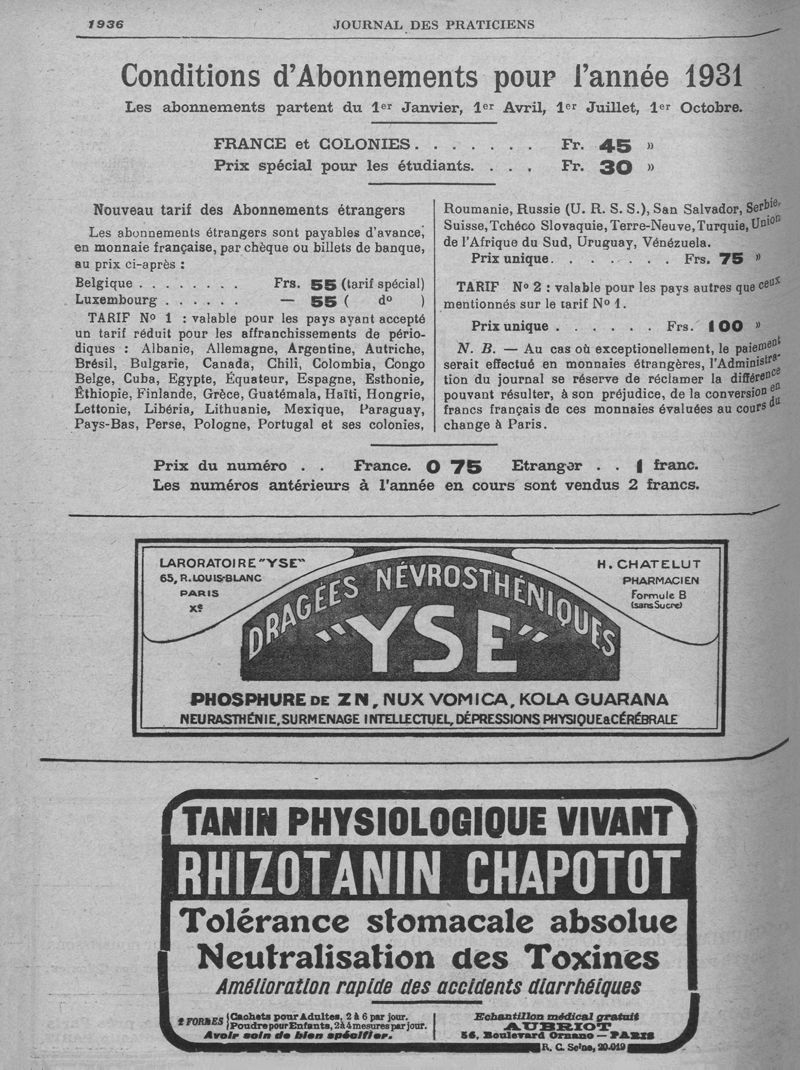 1936
JOURNAL DES PRATICIENS
Conditions d'Abonnements pour l'année 1931
Les abonnements partent du 1er Janvier, 1er Avril, 1er Juillet, 1er Octobre.
FRANCE et COLONIES . . . . . . . Fr. 45 »
Prix spécial pour les étudiants. . . . Fr. 30 »
Nouveau tarif des Abonnements étrangers
Les abonnements étrangers sont payables d'avance,
en monnaie française, par chèque ou billets de banque,
au prix ci-après :
Belgique . . . . . . . . Frs. 55 (tarif spécial)
Luxembourg . . . . . . — 55 ( do )
TARIF No 1 : valable pour les pays ayant accepté
un tarif réduit pour les affranchissements de pério-
diques : Albanie, Allemagne, Argentine, Autriche,
Brésil, Bulgarie, Canada, Chili, Colombia, Congo
Belge, Cuba, Egypte, Équateur, Espagne, Esthonie,
Éthiopie, Finlande, Grèce, Guatémala, Haïti, Hongrie,
Lettonie, Libéria, Lithuanie, Mexique, Paraguay,
Pays-Bas, Perse, Pologne, Portugal et ses colonies,
Roumanie, Russie (U. R. S. S.), San Salvador, Serbie,
Suisse, Tchéco Slovaquie, Terre-Neuve, Turquie, Union
de l'Afrique du Sud, Uruguay, Vénézuela.
Prix unique. . . . . . . . Frs. 75 »
TARIF No 2 : valable pour les pays autres que ceux
mentionnés sur le tarif No 1.
Prix unique . . . . . . Frs. 100 »
N. B. — Au cas où exceptionellement, le paiement
serait effectué en monnaies étrangères, l'Administra-
tion du journal se réserve de réclamer la différence
pouvant résulter, à son préjudice, de la conversion en
francs français de ces monnaies évaluées au cours du
change à Paris.
Prix du numéro . . France. 0 75 Etranger . . 1 franc.
Les numéros antérieurs à l'année en cours sont vendus 2 francs.
LARORATOIRE "YSE"
65, R. LOUIS-BLANC
PARIS
Xe
H. CHATELUT
PHARMACIEN
Formule B
(sans Sucre)
DRAGÉES NÉVROSTHÉNIQUES
"YSE"
PHOSPHURE DE ZN, NUX VOMICA, KOLA GUARANA
NEURASTHÉNIE, SURMENAGE INTELLECTUEL, DÉPRESSIONS PHYSIQUE & CÉRÉBRALE
TANIN PHYSIOLOGIQUE VIVANT
RHIZOTANIN CHAPOTOT
Tolérance stomacale absolue
Neutralisation des Toxines
Amélioration rapide des accidents diarrhéiques
2 FORMES { Cachets pour Adultes, 2 à 6 par jour.
Poudre pour Enfants, 2 à 4 mesures par jour.
Avoir soin de bien spécifier.
Echantillon médical gratuit
AUBRIOT
56, Boulevard Ornano — PARIS
R. C. Seine, 20.019